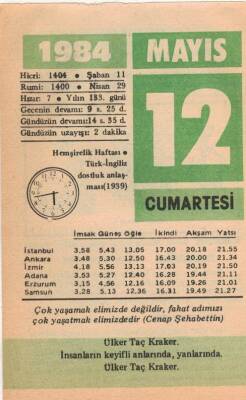 1984
MAYIS
Hicri: 1404 • Şaban 11
Rumi: 1400 • Nisan 29
Hızır: 7 • Yılın 133. günü
Gecenin devamı: 9 s. 25 d.
Gündüzün devamı: 14 s. 35 d.
Gündüzün uzayışı: 2 dakika
12
Hemşirelik Haftası •
Türk-İngiliz
dostluk anlaş-
ması (1939)
CUMARTESİ
İmsak Güneş Öğle İkindi Akşam Yatsı
İstanbul 3,58 5,43 13,05 17,00 20,18 21,55
Ankara 3,48 5,30 12,50 16,43 20,00 21,34
İzmir 4,18 5,56 13,13 17,03 20,19 21,50
Adana 3,53 5,27 12,40 16,28 19,44 21,11
Erzurum 3,15 4,56 12,16 16,09 19,26 21,01
Samsun 3,28 5,13 12,36 16,31 19,49 21,27
Çok yaşamak elimizde değildir, fahat adımızı
çok yaşatmak elimizdedir (Cenap Şehabettin)
Ülker Taç Kraker.
İnsanların keyifli anlarında, yanlarında.
Ülker Taç Kraker.